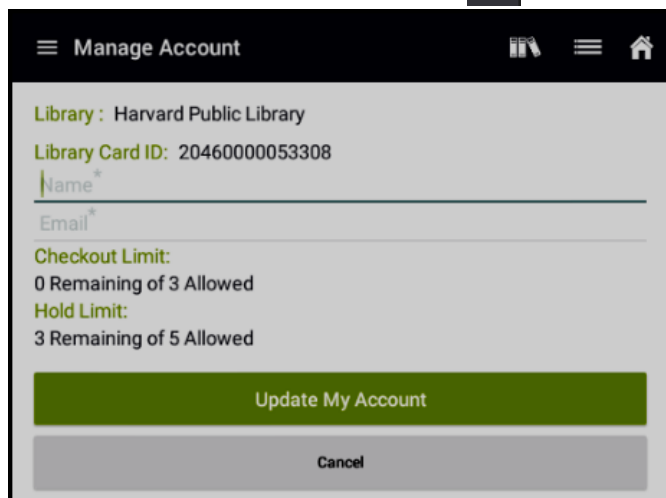 Manage Account
Library : Harvard Public Library
Library Card ID: 20460000053308
Name*
Email*
Checkout Limit:
0 Remaining of 3 Allowed
Hold Limit:
3 Remaining of 5 Allowed
Update My Account
Cancel